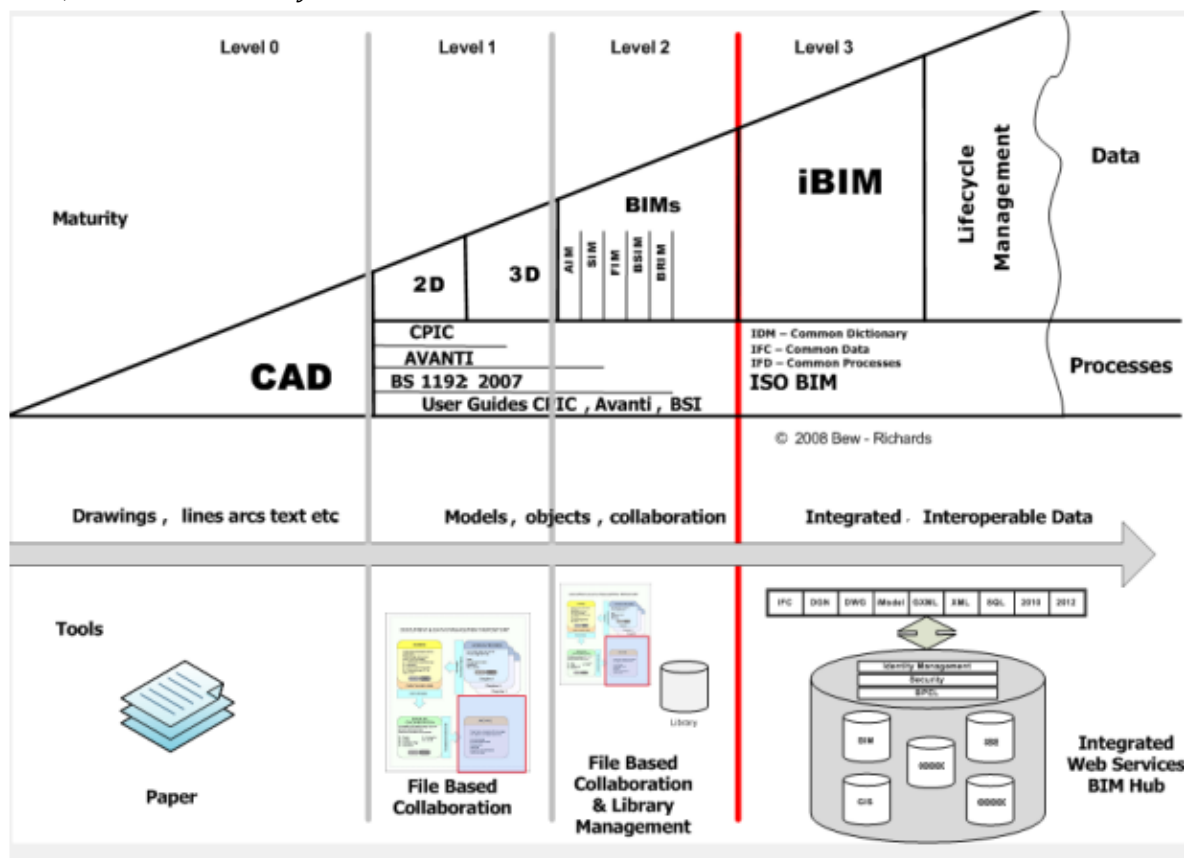 Level 0
Level 1
Level 2
Level 3
Maturity
CAD
2D
3D
BIMs
AIM
SIM
FIM
BSIM
BRIM
iBIM
Lifecycle
Management
Data
CPIC
AVANTI
BS 1192: 2007
User Guides CPIC , Avanti , BSI
IDM – Common Dictionary
IFC – Common Data
IFD – Common Processes
ISO BIM
Processes
© 2008 Bew - Richards
Drawings , lines arcs text etc
Models , objects , collaboration
Integrated , Interoperable Data
Tools
Paper
File Based
Collaboration
Library
File Based
Collaboration
& Library
Management
IFC DGN DWG iModel GXML XML SQL 2010 2012
Identity Management
Security
BIM
GIS
Integrated
Web Services
BIM Hub